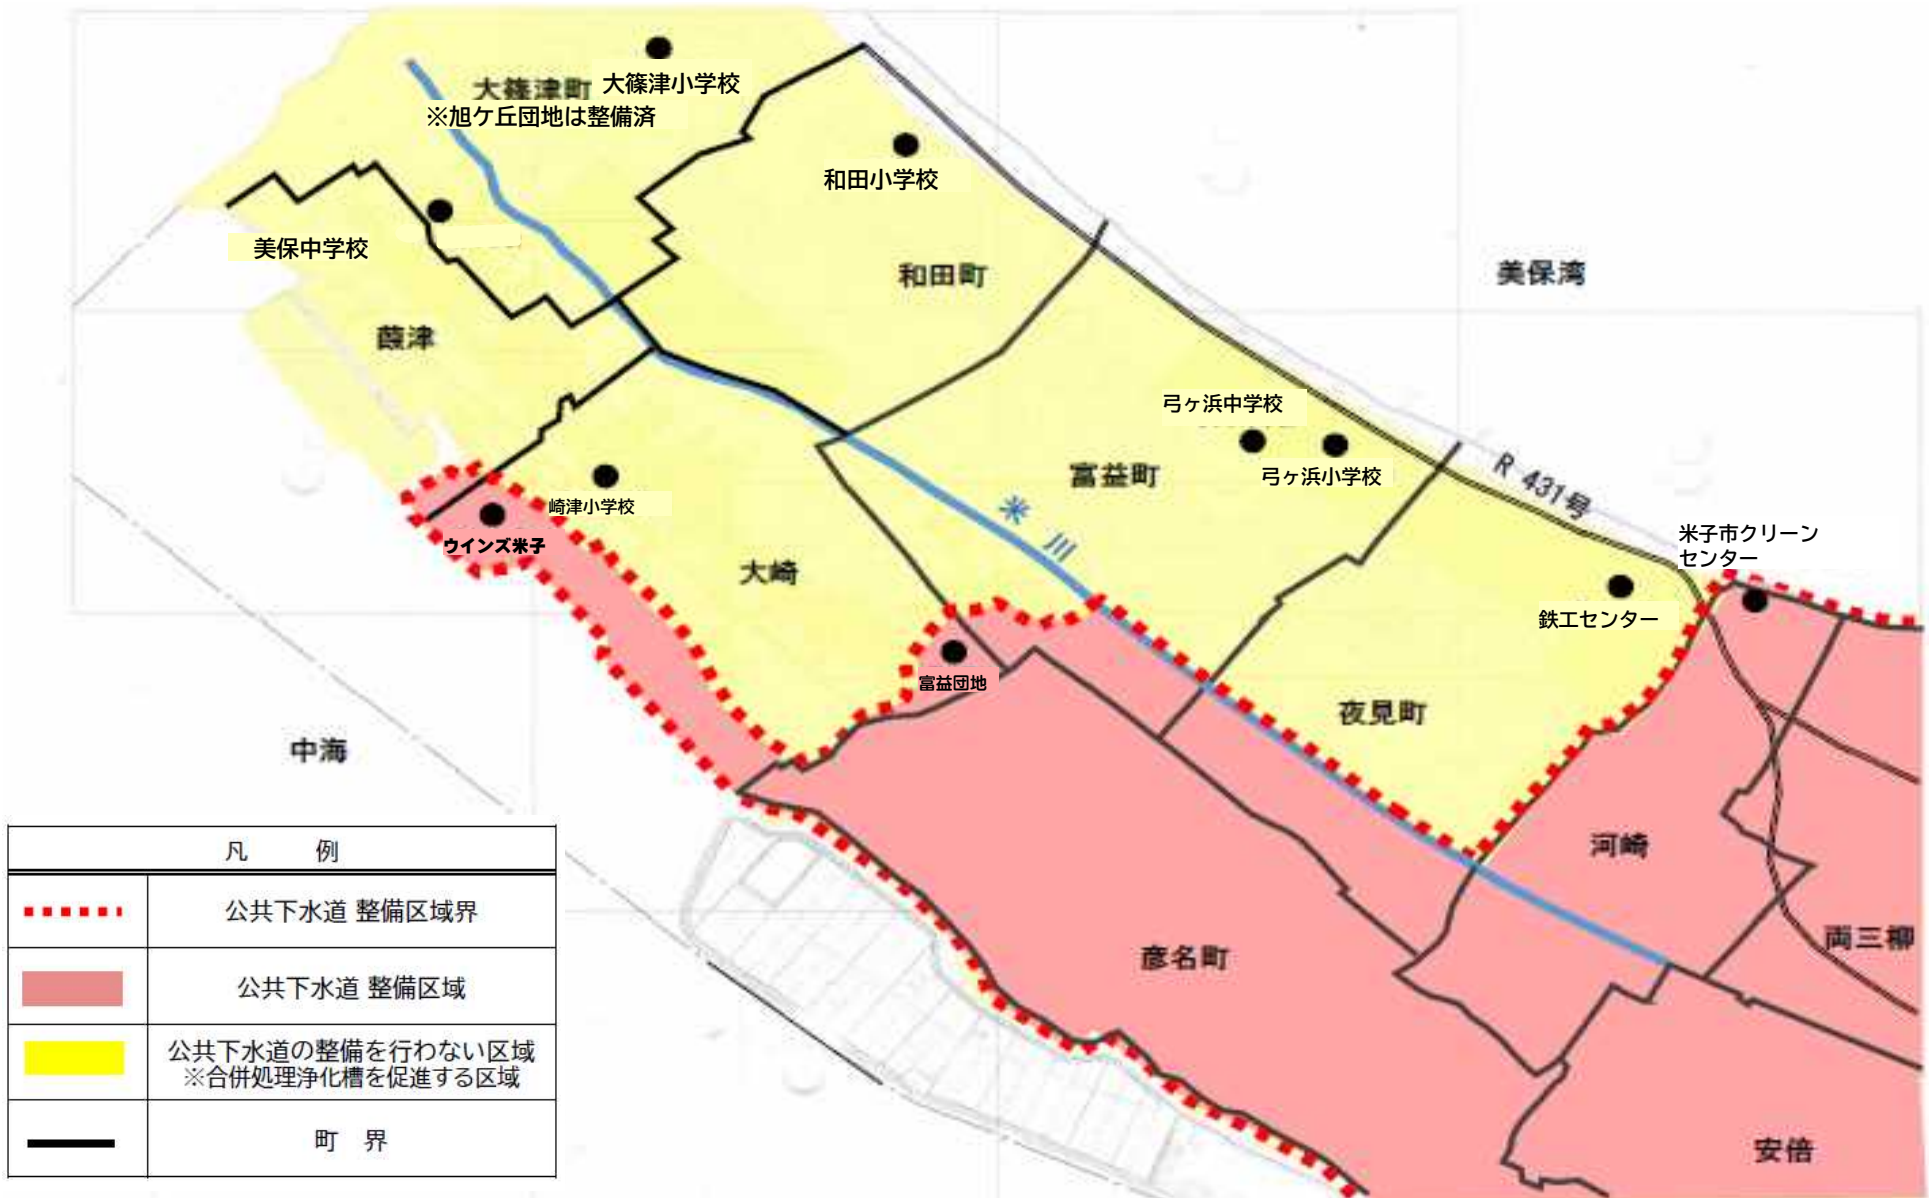 大篠津町
大篠津小学校
※旭ケ丘団地は整備済
和田小学校
美保中学校
和田町
美保湾
葭津
弓ヶ浜中学校
富益町
弓ヶ浜小学校
R 431号
崎津小学校
米川
ウインズ米子
米子市クリーン
センター
大崎
鉄工センター
富益団地
夜見町
中海
河崎
両三柳
彦名町
安倍
凡 例
公共下水道 整備区域界
公共下水道 整備区域
公共下水道の整備を行わない区域
※合併処理浄化槽を促進する区域
町 界